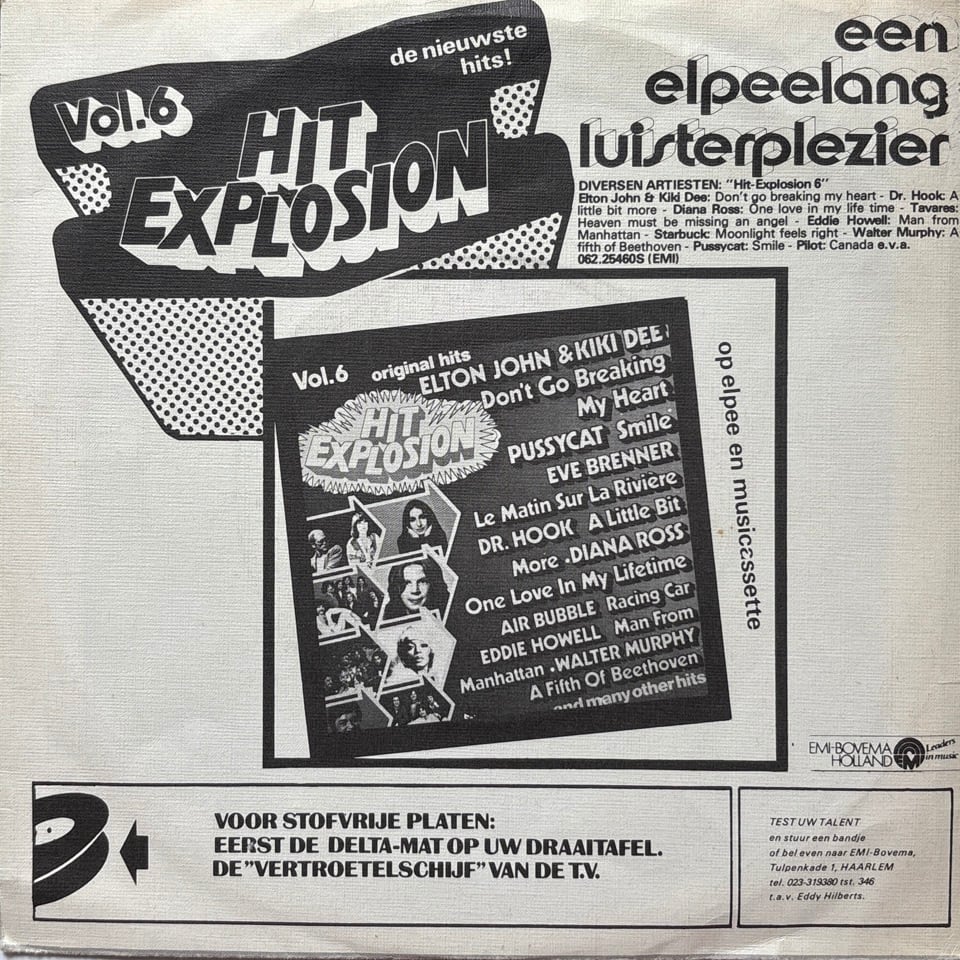 de nieuwste
hits!
Vol.6
HIT
EXPLOSION
een
elpeelang
luisterplezier
DIVERSEN ARTIESTEN: "Hit-Explosion 6"
Elton John & Kiki Dee: Don't go breaking my heart - Dr. Hook: A
little bit more - Diana Ross: One love in my life time - Tavares:
Heaven must be missing an angel - Eddie Howell: Man from
Manhattan - Starbuck: Moonlight feels right - Walter Murphy: A
fifth of Beethoven - Pussycat: Smile - Pilot: Canada e.v.a.
062.25460S (EMI)
Vol.6 original hits
HIT
EXPLOSION
ELTON JOHN & KIKI DEE
Don't Go Breaking
My Heart
PUSSYCAT Smile
EVE BRENNER
Le Matin Sur La Rivière
DR. HOOK A Little Bit
More .DIANA ROSS
One Love In My Lifetime
AIR BUBBLE Racing Car
EDDIE HOWELL Man From
Manhattan .WALTER MURPHY
A Fifth Of Beethoven
and many other hits
op elpee en musicassette
EMI-BOVEMA
HOLLAND
Leaders
in music
VOOR STOFVRIJE PLATEN:
EERST DE DELTA-MAT OP UW DRAAITAFEL.
DE "VERTROETELSCHIJF" VAN DE T.V.
TEST UW TALENT
en stuur een bandje
of bel even naar EMI-Bovema,
Tulpenkade 1, HAARLEM
tel. 023-319380 tst. 346
t.a.v. Eddy Hilberts.